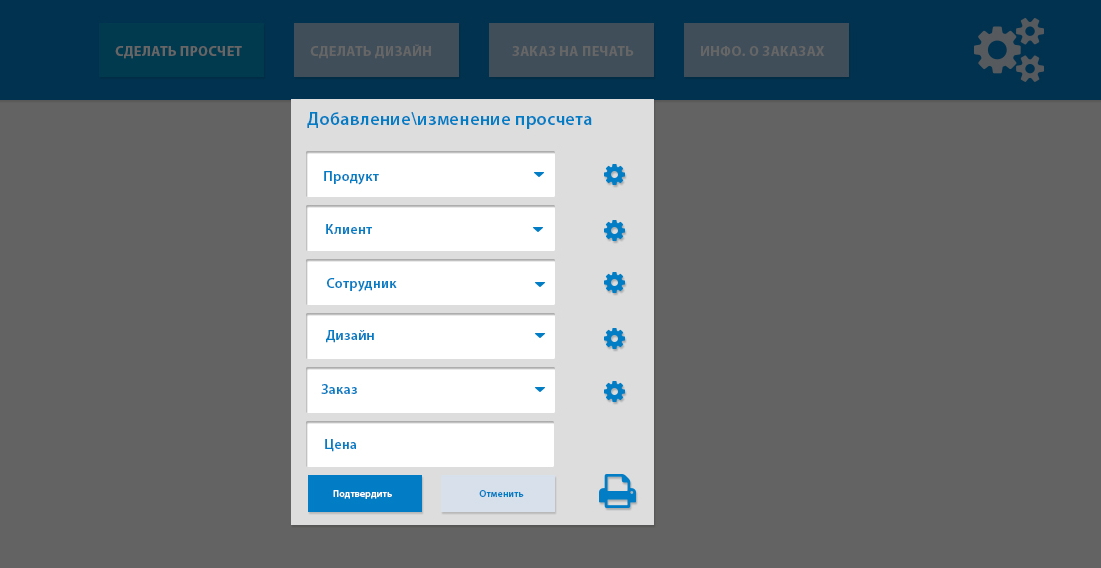 СДЕЛАТЬ ПРОСЧЕТ
СДЕЛАТЬ ДИЗАЙН
ЗАКАЗ НА ПЕЧАТЬ
ИНФО. О ЗАКАЗАХ
Добавление\изменение просчета
Продукт
Клиент
Сотрудник
Дизайн
Заказ
Цена
Подтвердить
Отменить